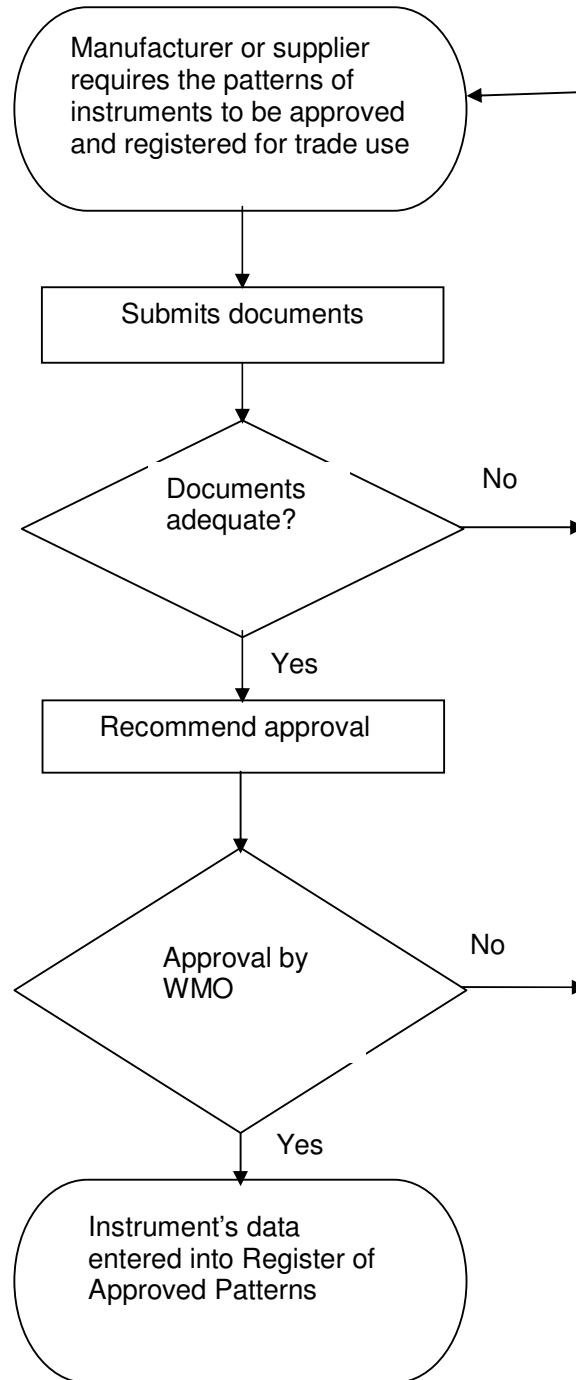 Manufacturer or supplier
requires the patterns of
instruments to be approved
and registered for trade use
Submits documents
Documents
adequate?
No
Yes
Recommend approval
Approval by
WMO
No
Yes
Instrument’s data
entered into Register of
Approved Patterns